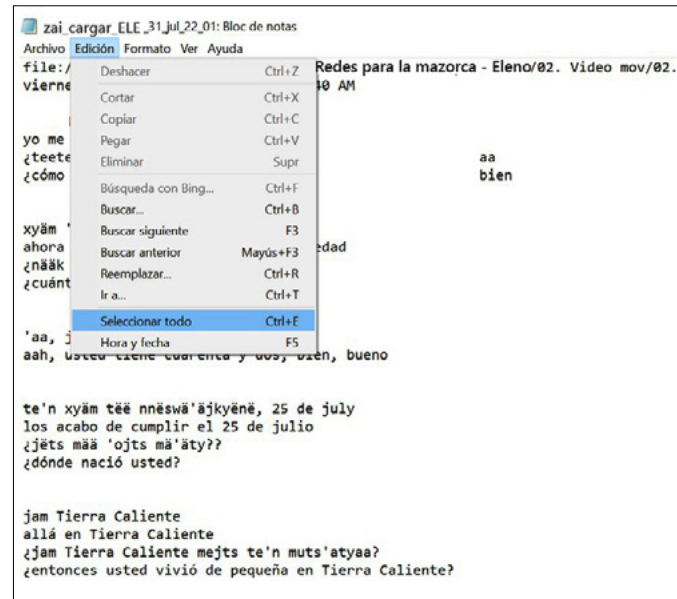 zai_cargar_ELE_31_jul_22_01: Bloc de notas
Archivo Edición Formato Ver Ayuda
file:/ Redes para la mazorca - Eleno/02. Video mov/02.
vierne 40 AM
Deshacer Ctrl+Z
Cortar Ctrl+X
Copiar Ctrl+C
yo me
Pegar Ctrl+V
¿teete aa
Eliminar Supr
¿cómo bien
Búsqueda con Bing... Ctrl+F
Buscar... Ctrl+B
xyäm '
Buscar siguiente F3
ahora edad
Buscar anterior Mayús+F3
¿nääk
Reemplazar... Ctrl+R
¿cuánt
Ir a... Ctrl+T
Seleccionar todo Ctrl+E
'aa, j
Hora y fecha F5
aah, usted tiene cuarenta y dos, bien, bueno
te'n xyäm tëë nnëswä'äjkyënë, 25 de july
los acabo de cumplir el 25 de julio
¿jëts mää 'ojts mä'äty??
¿dónde nació usted?
jam Tierra Caliente
allá en Tierra Caliente
¿jam Tierra Caliente mejts te'n muts'atyaa?
¿entonces usted vivió de pequeña en Tierra Caliente?